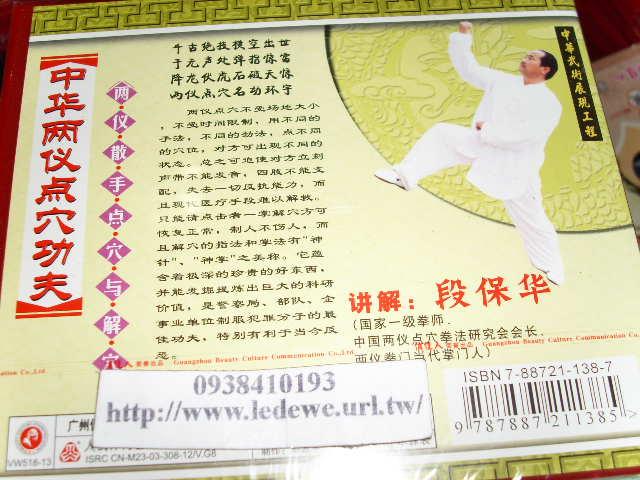 中华两仪点穴功夫
两仪散手点穴与解穴
千古绝技横空出世
于无声处弹指惊雷
降龙伏虎石破天惊
两仪点穴名功环宇
两仪点穴不受场地大小
，不受时间限制，用不同的
手法，不同的劲法，点不同
的穴位，对方可出现不同的
状态。总之可迫使对方立刻
声带不能发音，四肢不能支
配，失去一切反抗能力，而
且现代医疗手段难以解救。
只能请点击者一掌解穴方可
恢复正常，制人不伤人，而
且解穴的指法和掌法有"神
针"、"神掌"之美称。它蕴
含着极深的珍贵的好东西，
并能发掘提炼出巨大的科研
价值，是警察局、部队、企
事业单位制服犯罪分子的最
佳功夫，特别有利于当今反
恐。
中華武術展現工程
讲解：段保华
(国家一级拳师.
中国两仪点穴拳法研究会会长.
两仪拳门当代掌门人)
Guangzhou Beauty Culture Communication Co.,Ltd
ISBN 7-88721-138-7
9 787887 211385 >
0938410193
http://www.ledewe.url.tw/
广州
ISRC CN-M23-03-308-12/V.G8
VW518-13